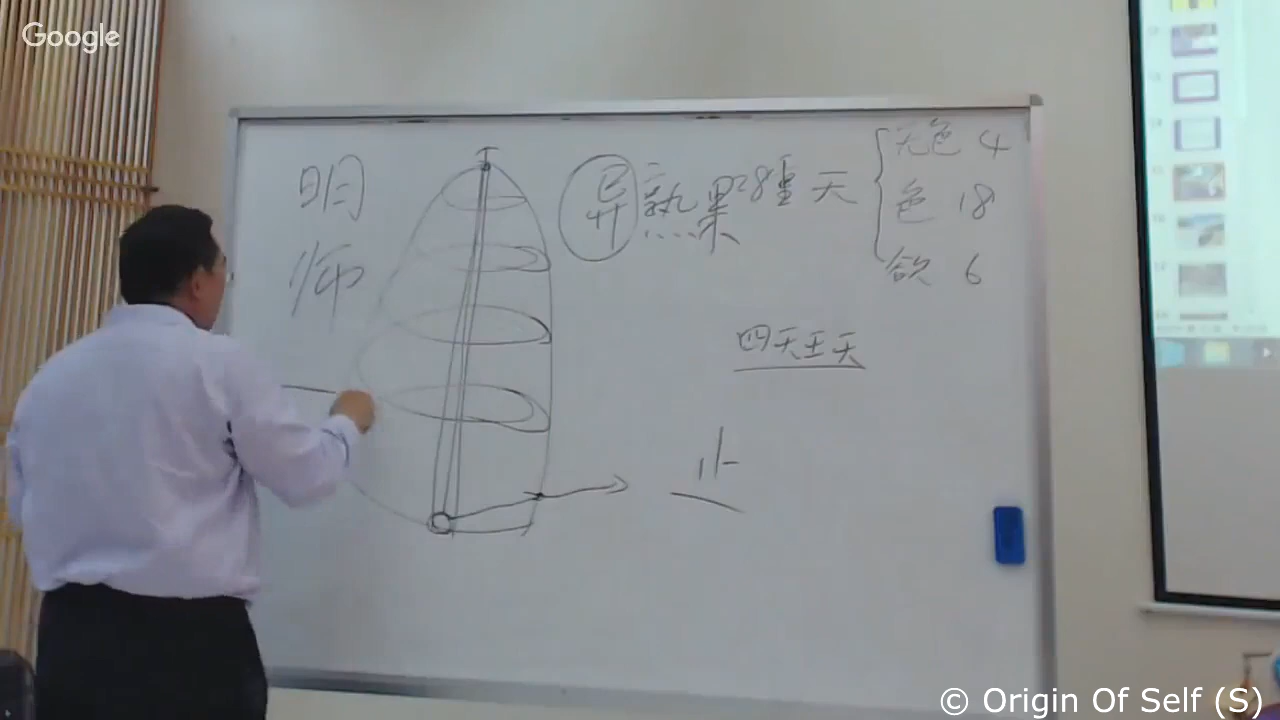 Google
明
师
异熟果 28種 天
无色 4
色 18
欲 6
四天王天
止
© Origin Of Self (S)